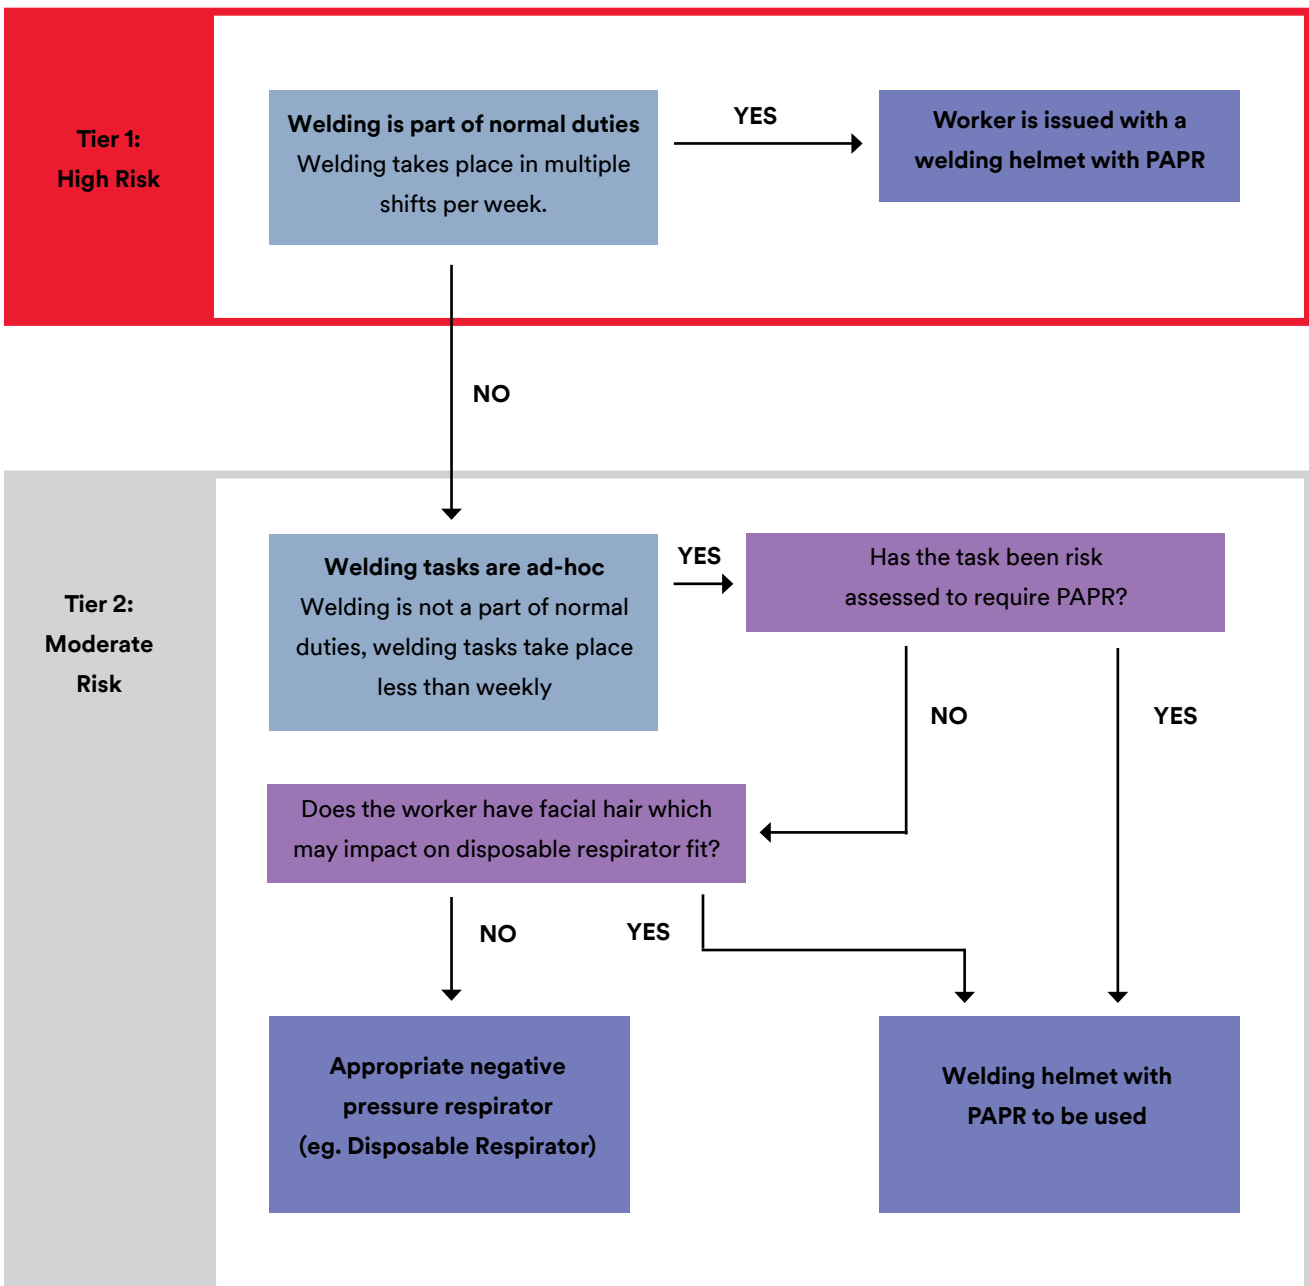 Tier 1:
High Risk
Welding is part of normal duties
Welding takes place in multiple
shifts per week.
YES
Worker is issued with a
welding helmet with PAPR
NO
Tier 2:
Moderate
Risk
Welding tasks are ad-hoc
Welding is not a part of normal
duties, welding tasks take place
less than weekly
YES
Has the task been risk
assessed to require PAPR?
NO
YES
Does the worker have facial hair which
may impact on disposable respirator fit?
NO
YES
Appropriate negative
pressure respirator
(eg. Disposable Respirator)
Welding helmet with
PAPR to be used